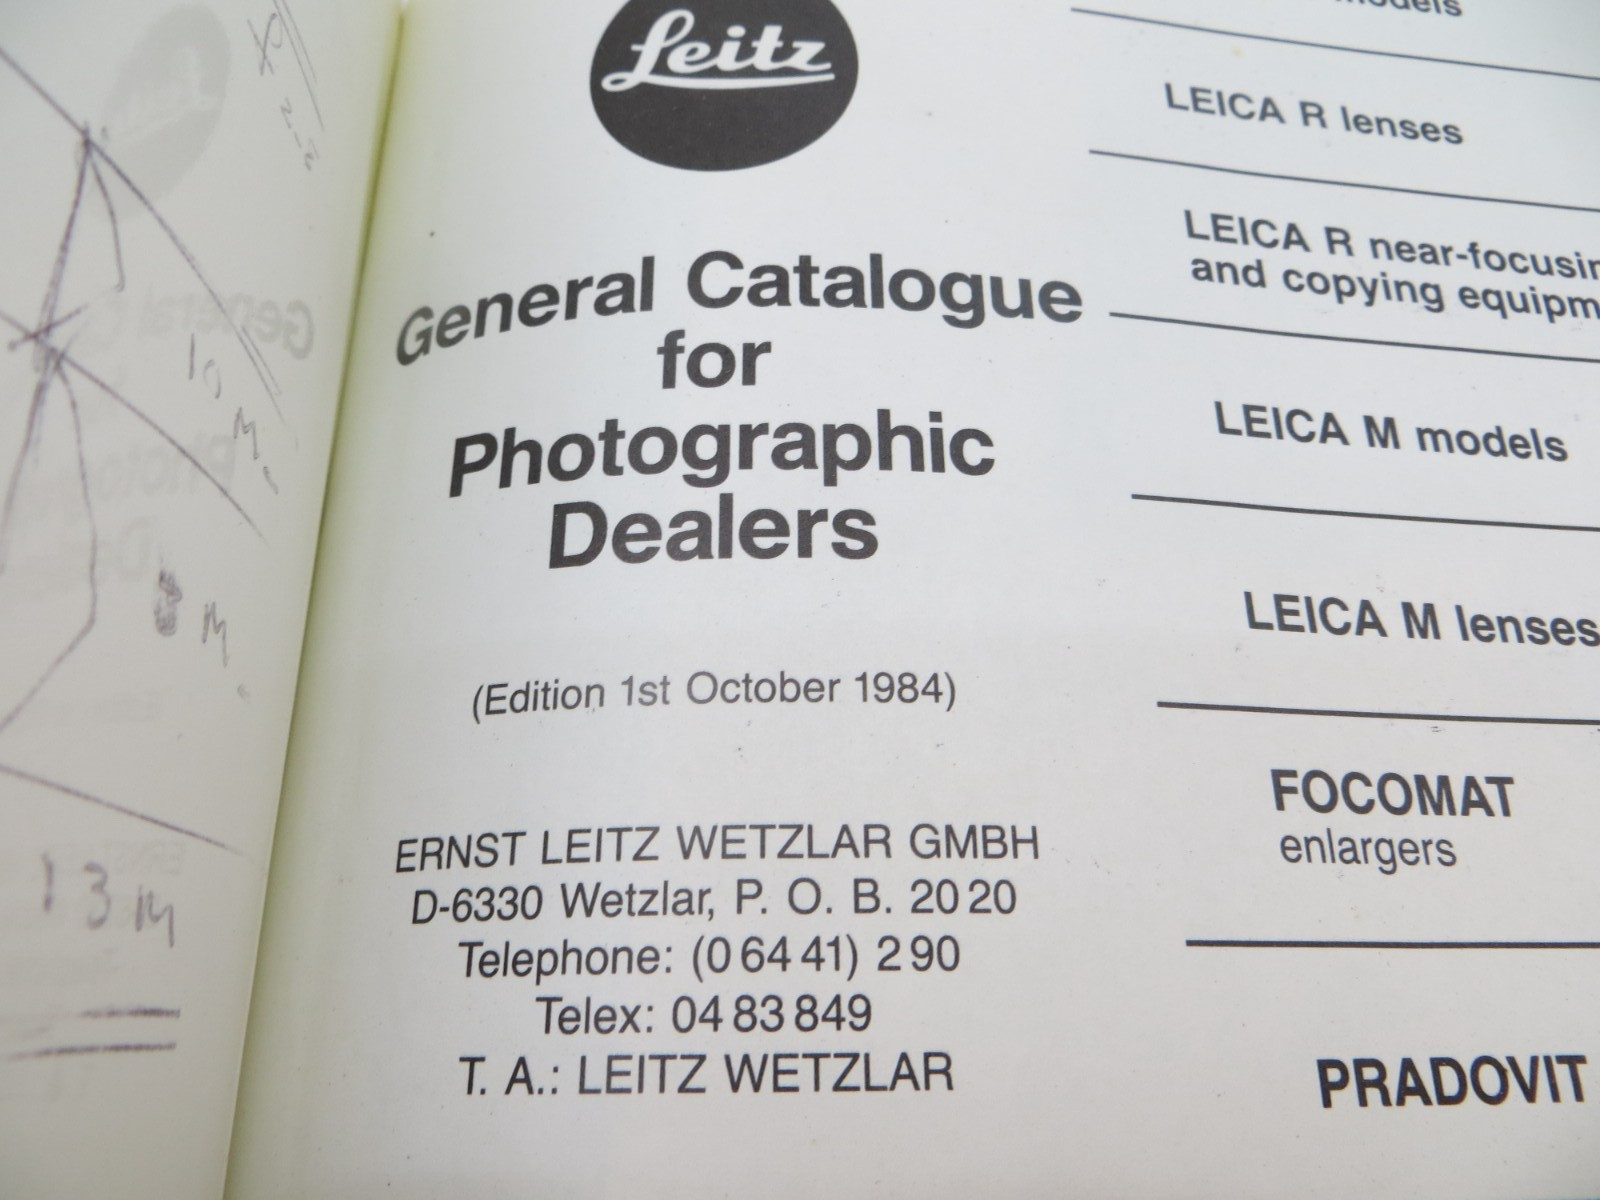 Leitz
General Catalogue
for
Photographic
Dealers
(Edition 1st October 1984)
ERNST LEITZ WETZLAR GMBH
D-6330 Wetzlar, P. O. B. 20 20
Telephone: (0 64 41) 2 90
Telex: 04 83 849
T. A.: LEITZ WETZLAR
LEICA R lenses
LEICA R near-focusin
and copying equipm
LEICA M models
LEICA M lenses
FOCOMAT
enlargers
PRADOVIT
10 M.
8 M.
13 M